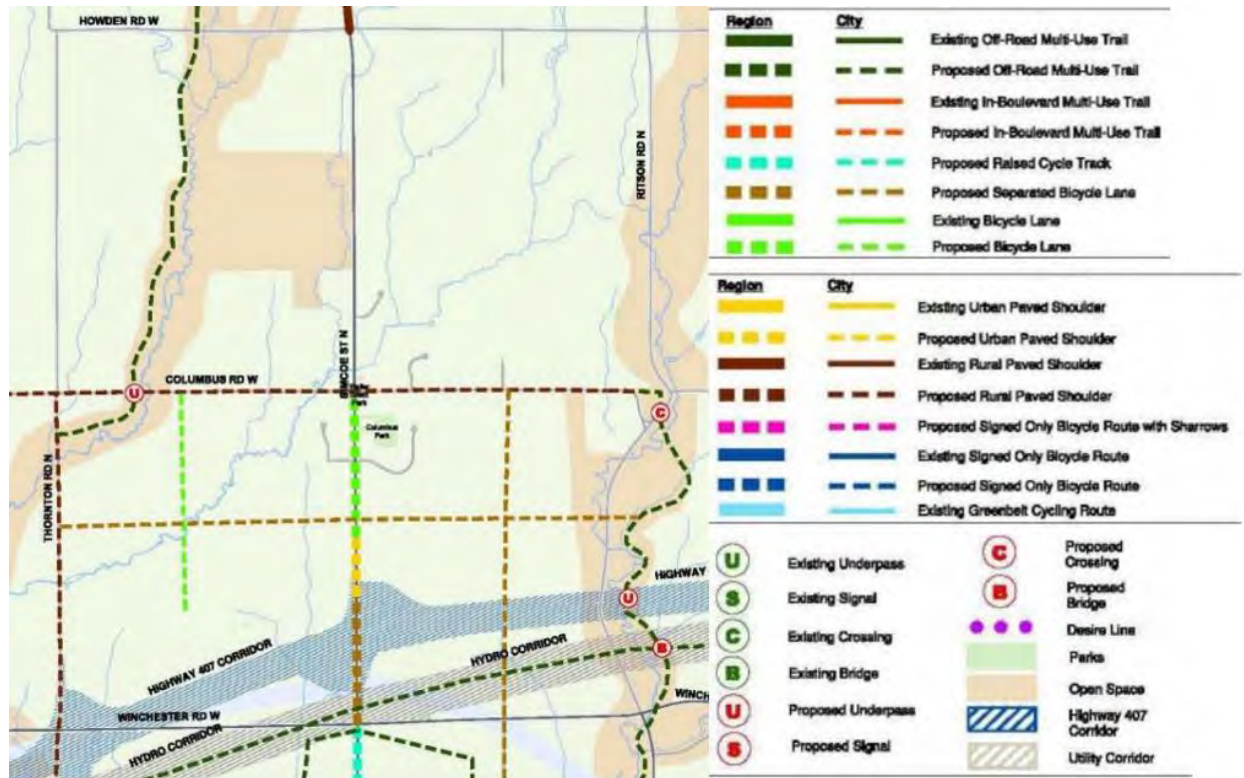 HOWDEN RD W
RITSON RD N
SIMCOE ST N
COLUMBUS RD W
U
C
Columbus
Park
THORNTON RD N
HIGHWAY
U
HIGHWAY 407 CORRIDOR
HYDRO CORRIDOR
B
WINCHESTER RD W
WINCH
HYDRO CORRIDOR
Region City
Existing Off-Road Multi-Use Trail
Proposed Off-Road Multi-Use Trail
Existing In-Boulevard Multi-Use Trail
Proposed In-Boulevard Multi-Use Trail
Proposed Raised Cycle Track
Proposed Separated Bicycle Lane
Existing Bicycle Lane
Proposed Bicycle Lane
Region City
Existing Urban Paved Shoulder
Proposed Urban Paved Shoulder
Existing Rural Paved Shoulder
Proposed Rural Paved Shoulder
Proposed Signed Only Bicycle Route with Sharrows
Existing Signed Only Bicycle Route
Proposed Signed Only Bicycle Route
Existing Greenbelt Cycling Route
U Existing Underpass
S Existing Signal
C Existing Crossing
B Existing Bridge
U Proposed Underpass
S Proposed Signal
C Proposed
Crossing
B Proposed
Bridge
Desire Line
Parks
Open Space
Highway 407
Corridor
Utility Corridor